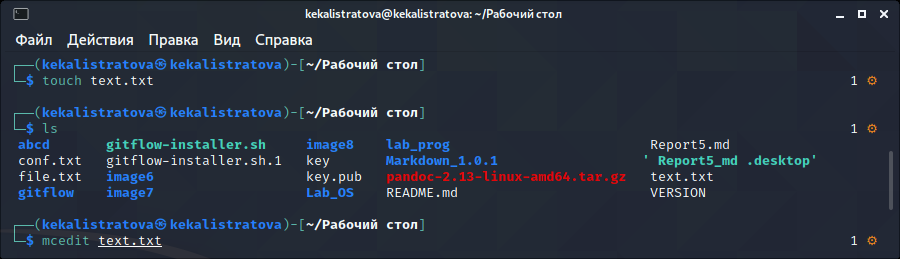 kekalistratova@kekalistratova: ~/Рабочий стол
Файл Действия Правка Вид Справка
┌──(kekalistratova㉿kekalistratova)-[~/Рабочий стол]
└─$ touch text.txt 1 ⚙
┌──(kekalistratova㉿kekalistratova)-[~/Рабочий стол]
└─$ ls 1 ⚙
abcd gitflow-installer.sh image8 lab_prog Report5.md
conf.txt gitflow-installer.sh.1 key Markdown_1.0.1 ' Report5_md .desktop'
file.txt image6 key.pub pandoc-2.13-linux-amd64.tar.gz text.txt
gitflow image7 Lab_OS README.md VERSION
┌──(kekalistratova㉿kekalistratova)-[~/Рабочий стол]
└─$ mcedit text.txt 1 ⚙